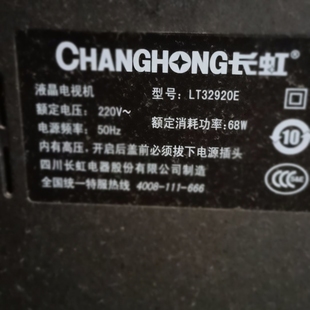 CHANGHONG长虹®
液晶电视机 型号: LT32920E
额定电压: 220V~
电源频率: 50Hz 额定消耗功率: 68W
内有高压，开启后盖前必须拔下电源插头
四川长虹电器股份有限公司制造
全国统一特服热线 4008-111-666
10
CCC S&E